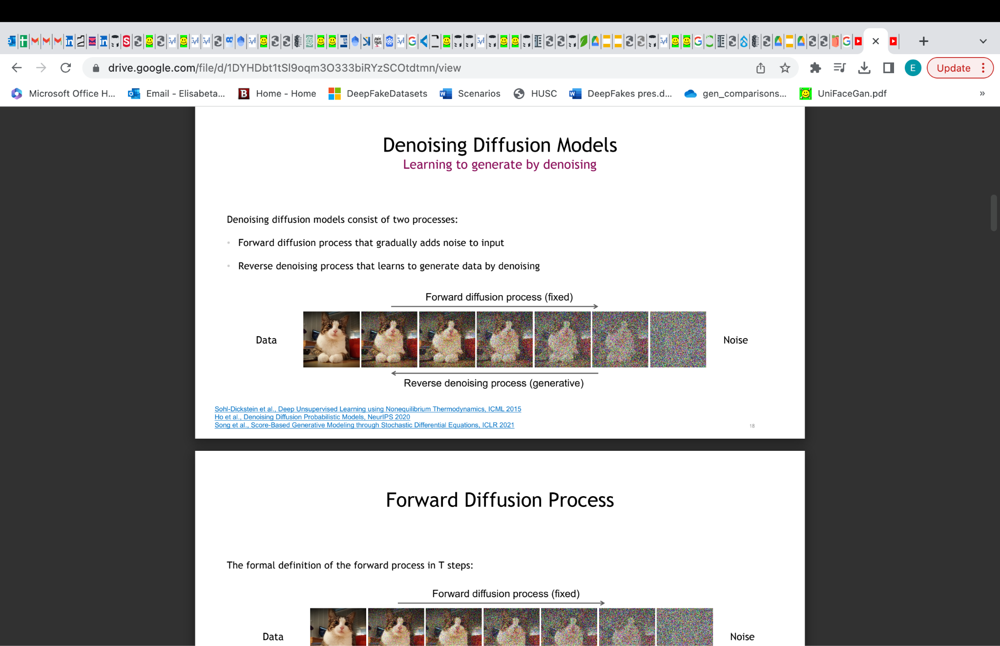 drive.google.com/file/d/1DYHDbt1tSl9oqm3O333biRYzSCOtdtmn/view
E
Update
Microsoft Office H...
Email - Elisabeta...
Home - Home
DeepFakeDatasets
Scenarios
HUSC
DeepFakes pres.d...
gen_comparisons...
UniFaceGan.pdf
»
Denoising Diffusion Models
Learning to generate by denoising
Denoising diffusion models consist of two processes:
• Forward diffusion process that gradually adds noise to input
• Reverse denoising process that learns to generate data by denoising
Forward diffusion process (fixed)
Data
Noise
Reverse denoising process (generative)
Sohl-Dickstein et al., Deep Unsupervised Learning using Nonequilibrium Thermodynamics, ICML 2015
Ho et al., Denoising Diffusion Probabilistic Models, NeurIPS 2020
Song et al., Score-Based Generative Modeling through Stochastic Differential Equations, ICLR 2021
18
Forward Diffusion Process
The formal definition of the forward process in T steps:
Forward diffusion process (fixed)
Data
Noise